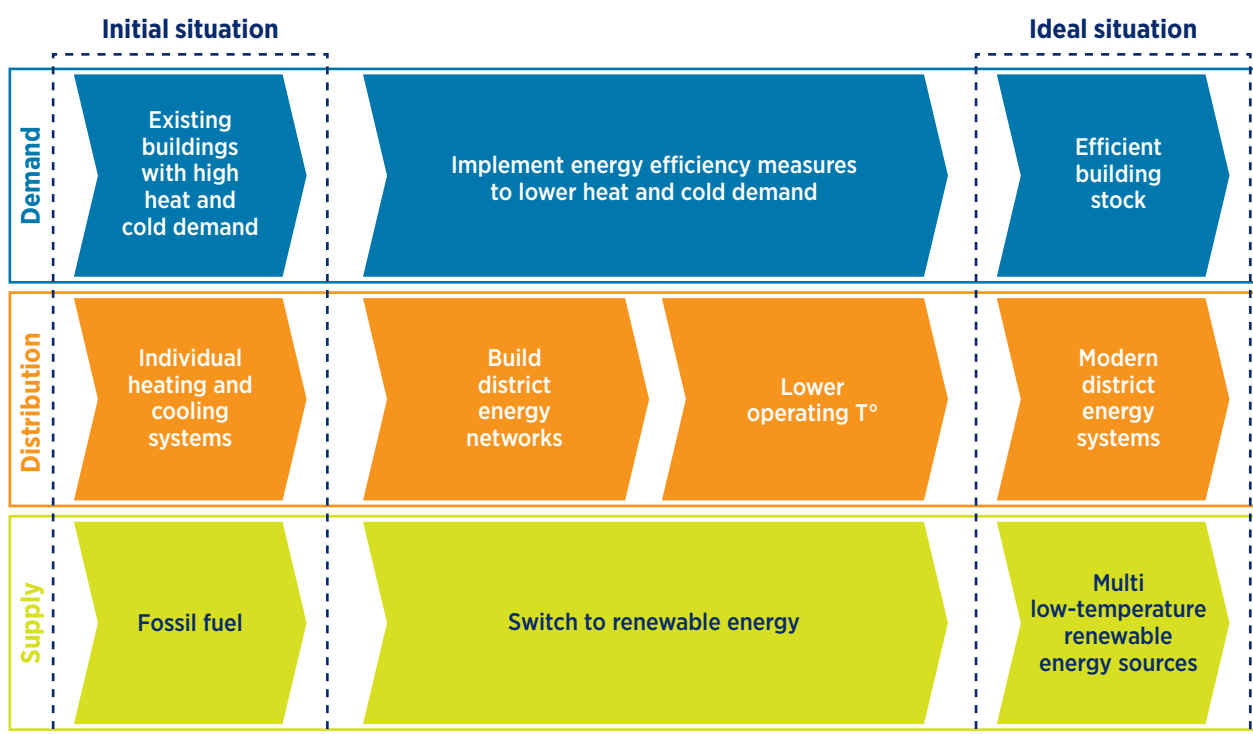 Initial situation
Ideal situation
Demand
Existing
buildings
with high
heat and
cold demand
Implement energy efficiency measures
to lower heat and cold demand
Efficient
building
stock
Distribution
Individual
heating and
cooling
systems
Build
district
energy
networks
Lower
operating T°
Modern
district
energy
systems
Supply
Fossil fuel
Switch to renewable energy
Multi
low-temperature
renewable
energy sources